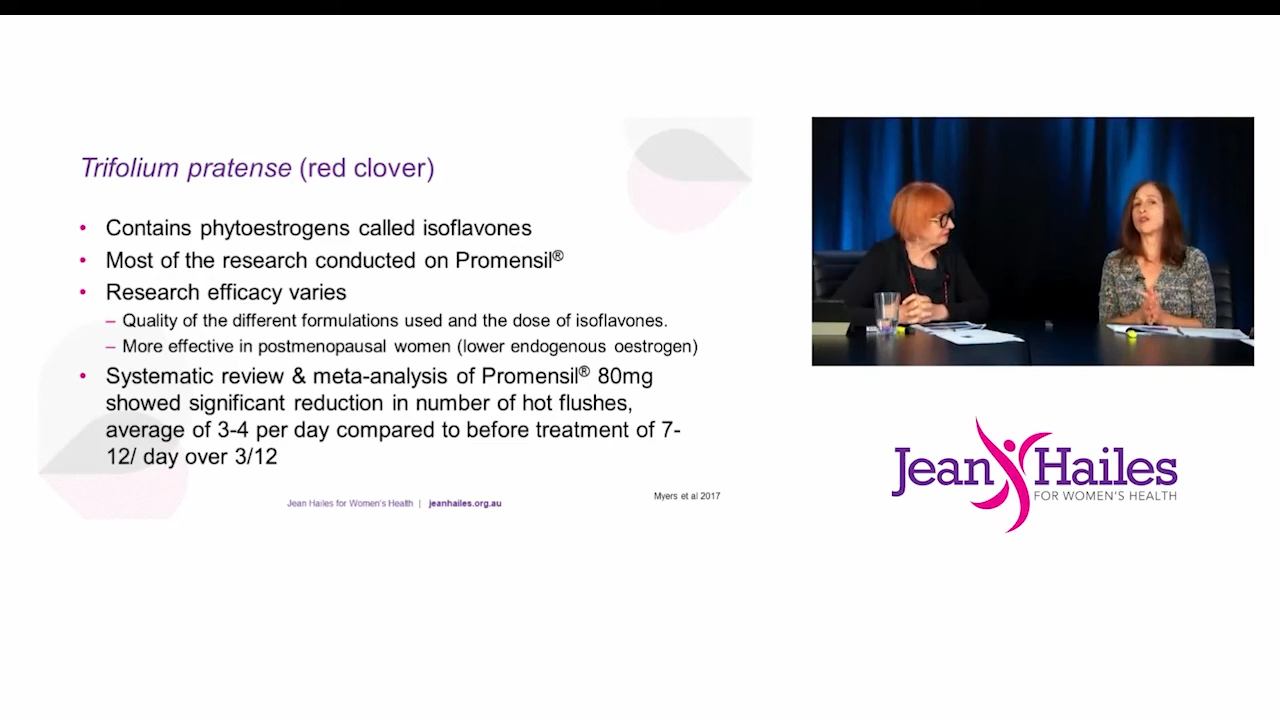 Trifolium pratense (red clover)
• Contains phytoestrogens called isoflavones
• Most of the research conducted on Promensil®
• Research efficacy varies
– Quality of the different formulations used and the dose of isoflavones.
– More effective in postmenopausal women (lower endogenous oestrogen)
• Systematic review & meta-analysis of Promensil® 80mg
showed significant reduction in number of hot flushes,
average of 3-4 per day compared to before treatment of 7-
12/ day over 3/12
Myers et al 2017
Jean Hailes for Women's Health | jeanhailes.org.au
Jean Hailes
FOR WOMEN'S HEALTH